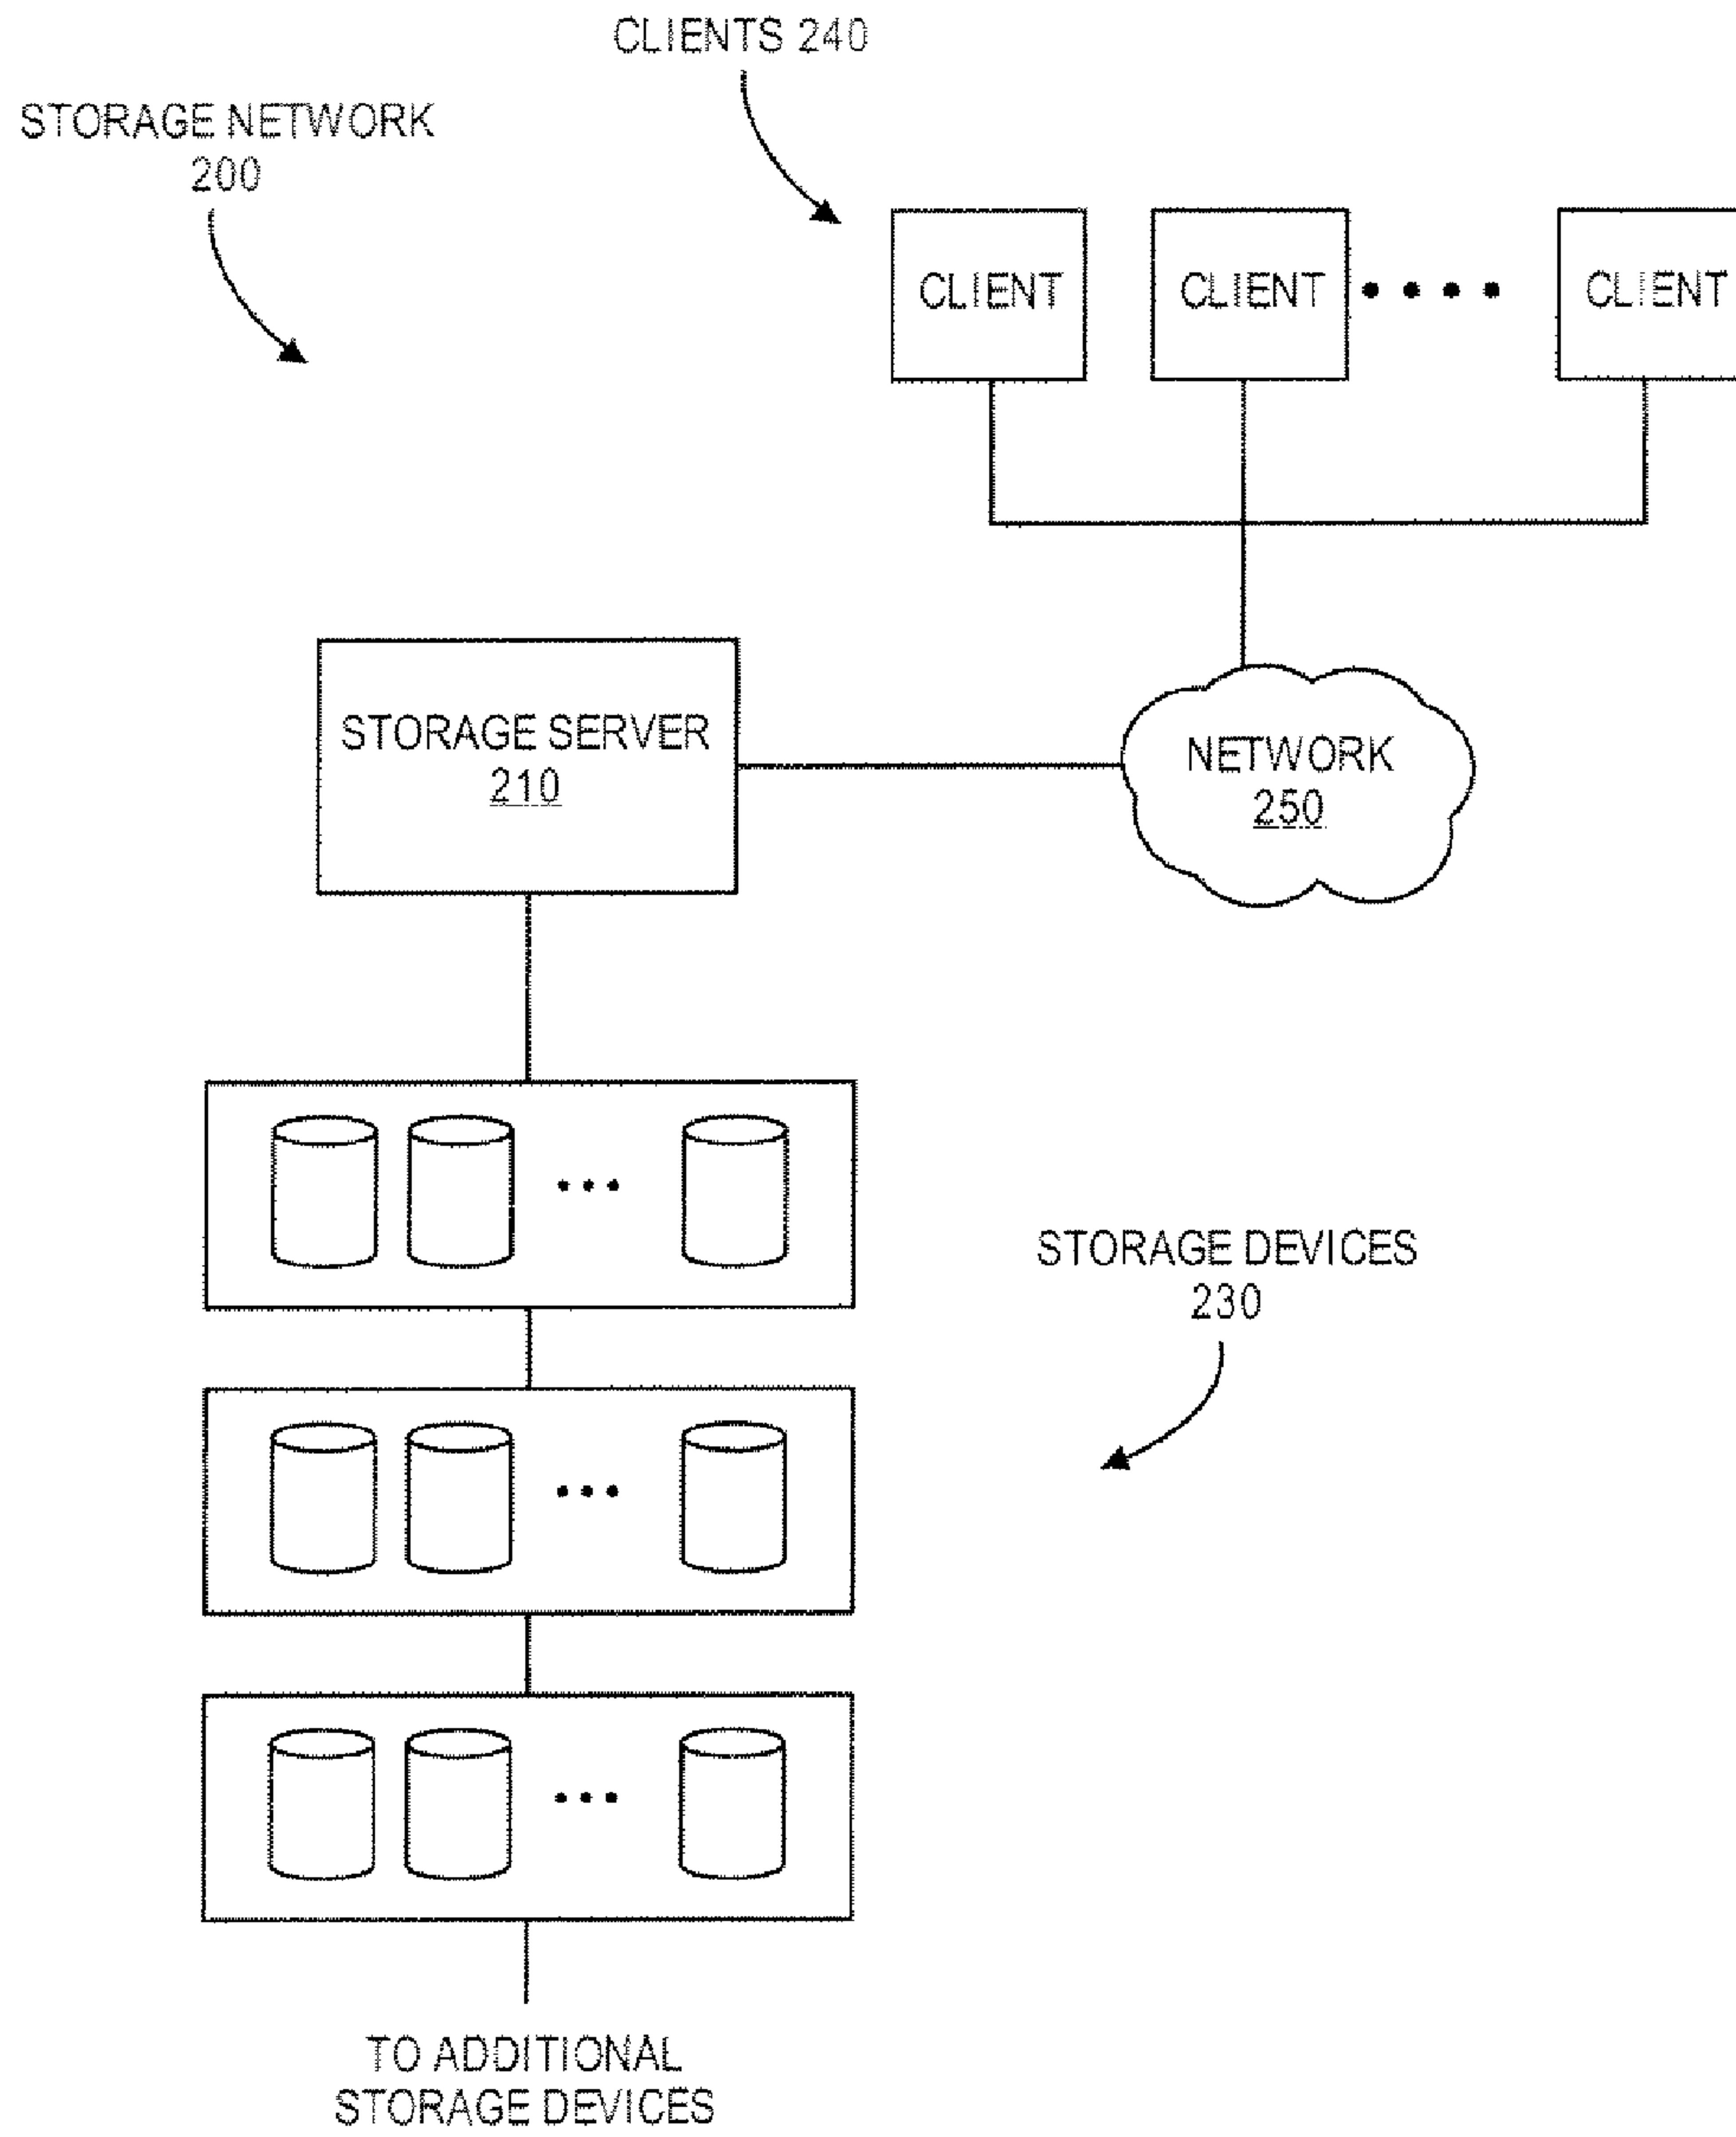 CLIENTS 240
STORAGE NETWORK
200
CLIENT
CLIENT
CLIENT
STORAGE SERVER
210
NETWORK
250
STORAGE DEVICES
230
TO ADDITIONAL
STORAGE DEVICES